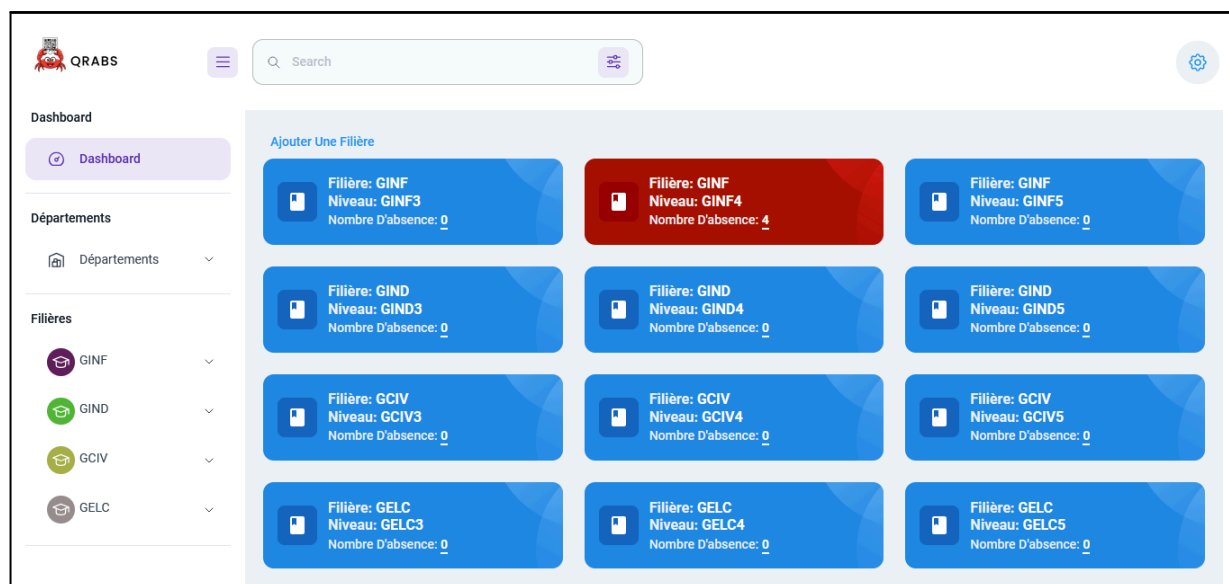 QRABS
Search
Dashboard
Dashboard
Départements
Départements
Filières
GINF
GIND
GCIV
GELC
Ajouter Une Filière
Filière: GINF
Niveau: GINF3
Nombre D'absence: 0
Filière: GINF
Niveau: GINF4
Nombre D'absence: 4
Filière: GINF
Niveau: GINF5
Nombre D'absence: 0
Filière: GIND
Niveau: GIND3
Nombre D'absence: 0
Filière: GIND
Niveau: GIND4
Nombre D'absence: 0
Filière: GIND
Niveau: GIND5
Nombre D'absence: 0
Filière: GCIV
Niveau: GCIV3
Nombre D'absence: 0
Filière: GCIV
Niveau: GCIV4
Nombre D'absence: 0
Filière: GCIV
Niveau: GCIV5
Nombre D'absence: 0
Filière: GELC
Niveau: GELC3
Nombre D'absence: 0
Filière: GELC
Niveau: GELC4
Nombre D'absence: 0
Filière: GELC
Niveau: GELC5
Nombre D'absence: 0